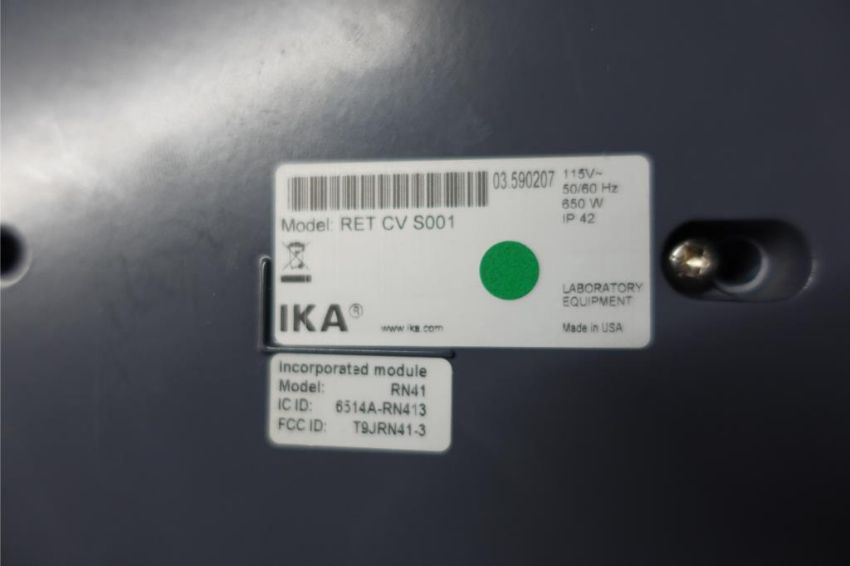 03.590207
115V~
50/60 Hz
650 W
IP 42
Model: RET CV S001
LABORATORY
EQUIPMENT
IKA®
www.ika.com
Made in USA
Incorporated module
Model: RN41
IC ID: 6514A-RN413
FCC ID: T9JRN41-3